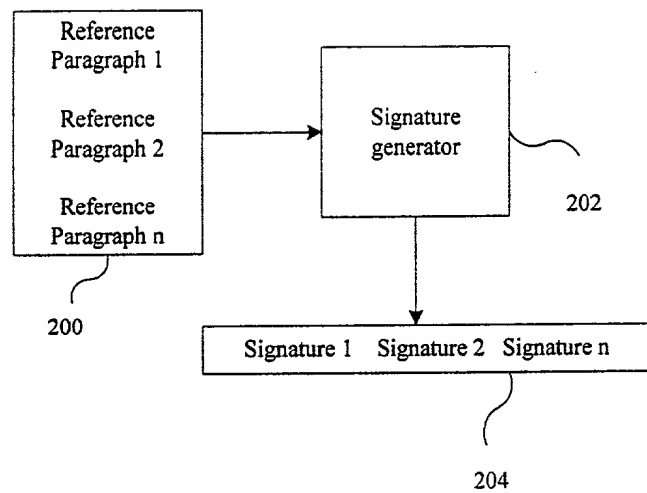 Reference
Paragraph 1
Reference
Paragraph 2
Reference
Paragraph n
200
Signature
generator
202
Signature 1 Signature 2 Signature n
204